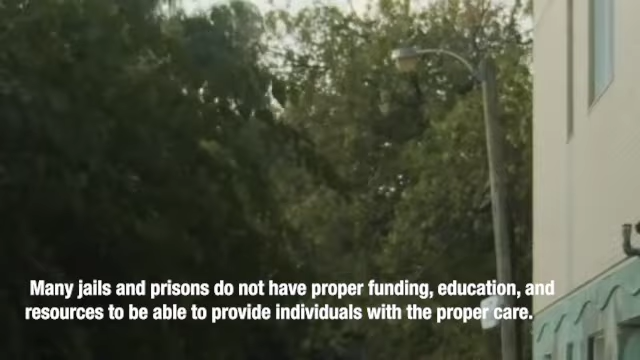 Many jails and prisons do not have proper funding, education, and
resources to be able to provide individuals with the proper care.